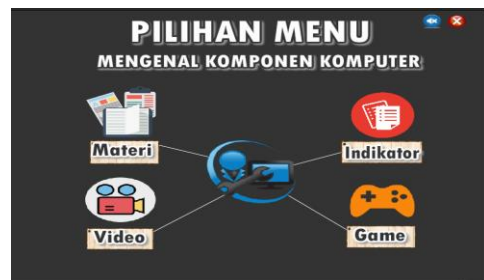 PILIHAN MENU
MENGENAL KOMPONEN KOMPUTER
Materi
Indikator
Video
Game